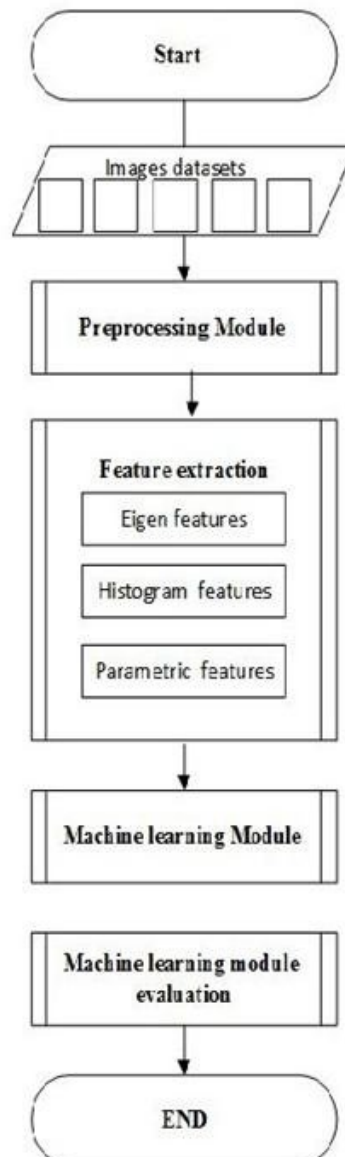 Start
Images datasets
Preprocessing Module
Feature extraction
Eigen features
Histogram features
Parametric features
Machine learning Module
Machine learning module
evaluation
END